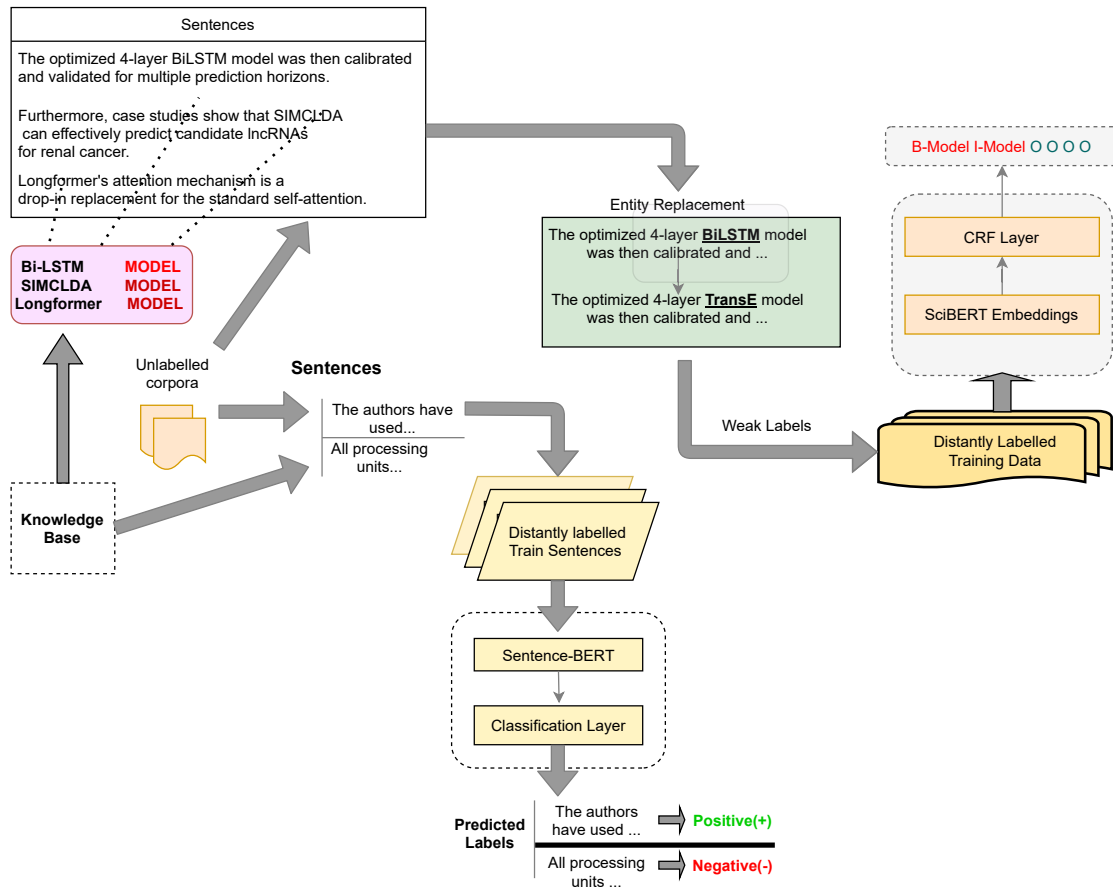 Sentences
The optimized 4-layer BiLSTM model was then calibrated
and validated for multiple prediction horizons.
Furthermore, case studies show that SIMCLDA
can effectively predict candidate lncRNAs
for renal cancer.
Longformer's attention mechanism is a
drop-in replacement for the standard self-attention.
Bi-LSTM MODEL
SIMCLDA MODEL
Longformer MODEL
Unlabelled
corpora
Knowledge
Base
Sentences
The authors have
used...
All processing
units...
Entity Replacement
The optimized 4-layer BiLSTM model
was then calibrated and ...
The optimized 4-layer TransE model
was then calibrated and ...
Weak Labels
B-Model I-Model O O O O
CRF Layer
SciBERT Embeddings
Distantly Labelled
Training Data
Distantly labelled
Train Sentences
Sentence-BERT
Classification Layer
Predicted
Labels
The authors
have used ...
Positive(+)
All processing
units ...
Negative(-)